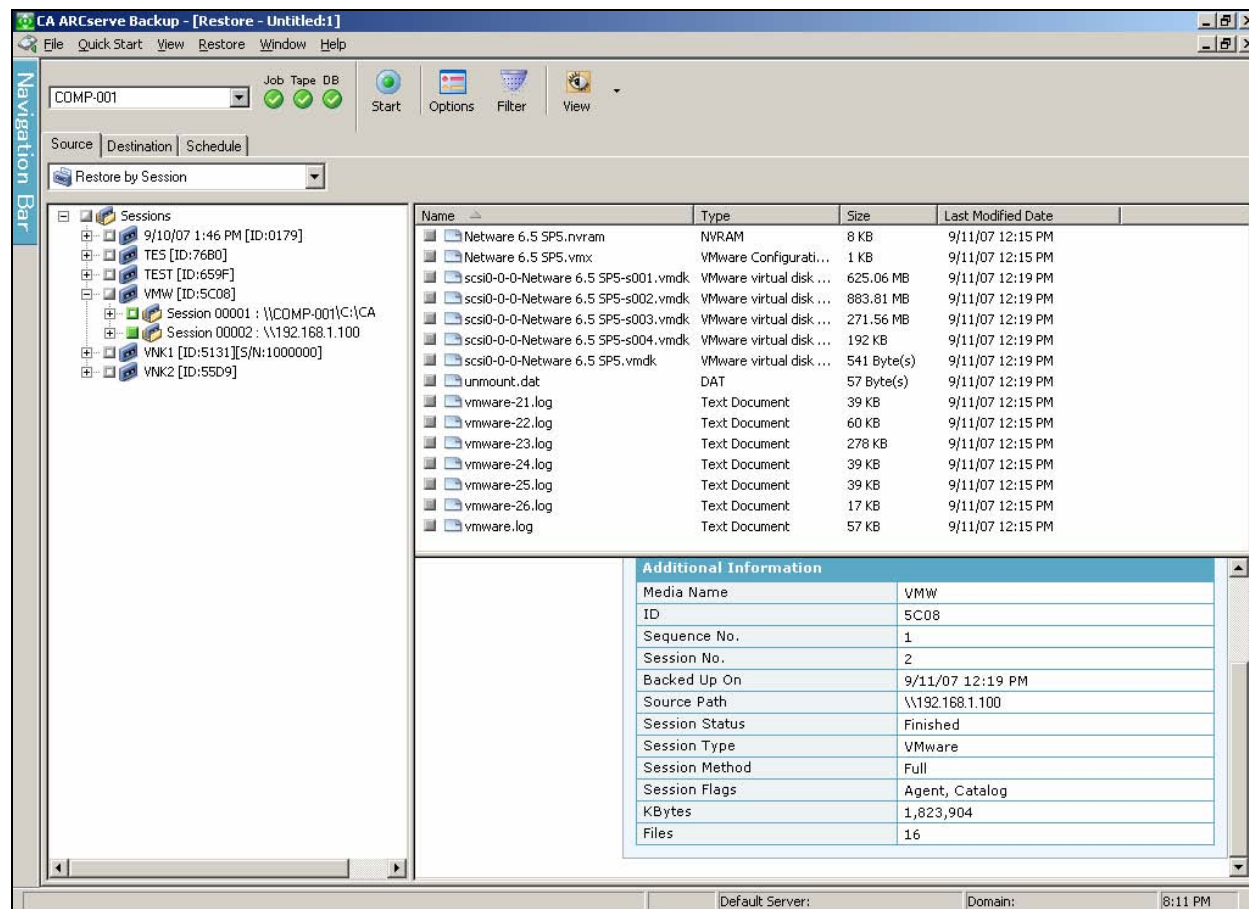 CA ARCserve Backup - [Restore - Untitled:1]
File Quick Start View Restore Window Help
Navigation Bar
COMP-001
Job Tape DB
Start
Options
Filter
View
Source Destination Schedule
Restore by Session
Sessions
9/10/07 1:46 PM [ID:0179]
TES [ID:76B0]
TEST [ID:659F]
VMW [ID:5C08]
Session 00001 : \\COMP-001\C:\CA
Session 00002 : \\192.168.1.100
VNK1 [ID:5131][S/N:1000000]
VNK2 [ID:55D9]
Name Type Size Last Modified Date
Netware 6.5 SP5.nvram NVRAM 8 KB 9/11/07 12:15 PM
Netware 6.5 SP5.vmx VMware Configurati... 1 KB 9/11/07 12:15 PM
scsi0-0-0-Netware 6.5 SP5-s001.vmdk VMware virtual disk ... 625.06 MB 9/11/07 12:19 PM
scsi0-0-0-Netware 6.5 SP5-s002.vmdk VMware virtual disk ... 883.81 MB 9/11/07 12:19 PM
scsi0-0-0-Netware 6.5 SP5-s003.vmdk VMware virtual disk ... 271.56 MB 9/11/07 12:19 PM
scsi0-0-0-Netware 6.5 SP5-s004.vmdk VMware virtual disk ... 192 KB 9/11/07 12:19 PM
scsi0-0-0-Netware 6.5 SP5.vmdk VMware virtual disk ... 541 Byte(s) 9/11/07 12:19 PM
unmount.dat DAT 57 Byte(s) 9/11/07 12:19 PM
vmware-21.log Text Document 39 KB 9/11/07 12:15 PM
vmware-22.log Text Document 60 KB 9/11/07 12:15 PM
vmware-23.log Text Document 278 KB 9/11/07 12:15 PM
vmware-24.log Text Document 39 KB 9/11/07 12:15 PM
vmware-25.log Text Document 39 KB 9/11/07 12:15 PM
vmware-26.log Text Document 17 KB 9/11/07 12:15 PM
vmware.log Text Document 57 KB 9/11/07 12:15 PM
Additional Information
Media Name VMW
ID 5C08
Sequence No. 1
Session No. 2
Backed Up On 9/11/07 12:19 PM
Source Path \\192.168.1.100
Session Status Finished
Session Type VMware
Session Method Full
Session Flags Agent, Catalog
KBytes 1,823,904
Files 16
Default Server: Domain: 8:11 PM